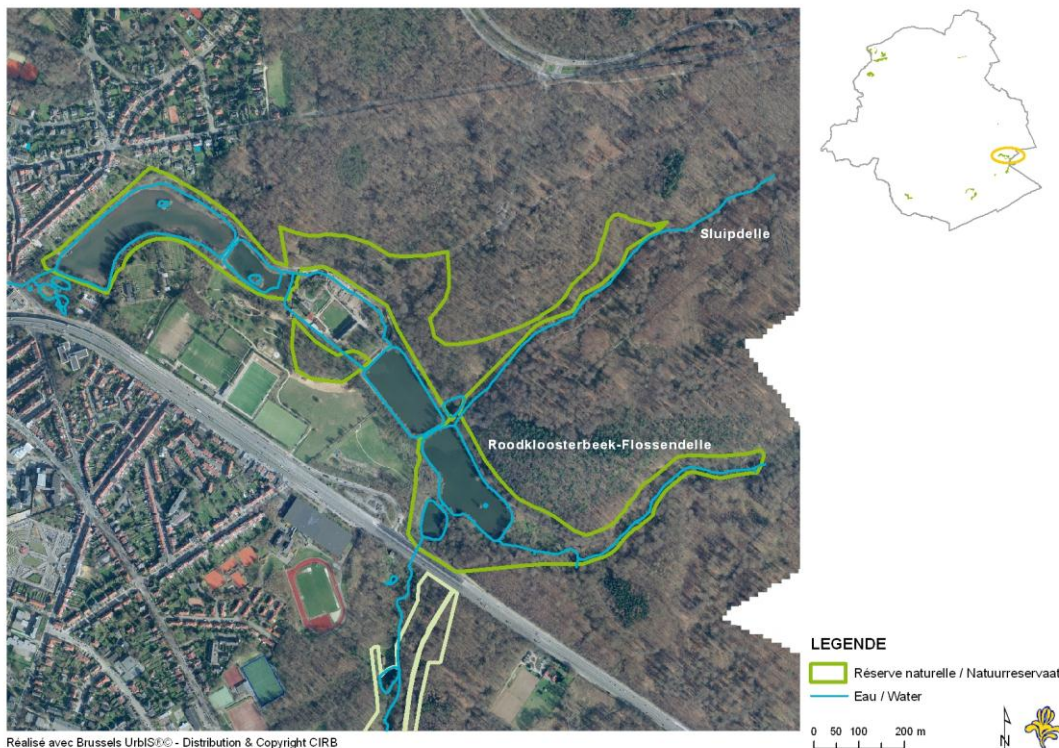 Sluipdelle
Roodkloosterbeek-Flossendelle
LEGENDE
Réserve naturelle / Natuurreservaat
Eau / Water
0 50 100 200 m
N
Réalisé avec Brussels UrbIS®© - Distribution & Copyright CIRB